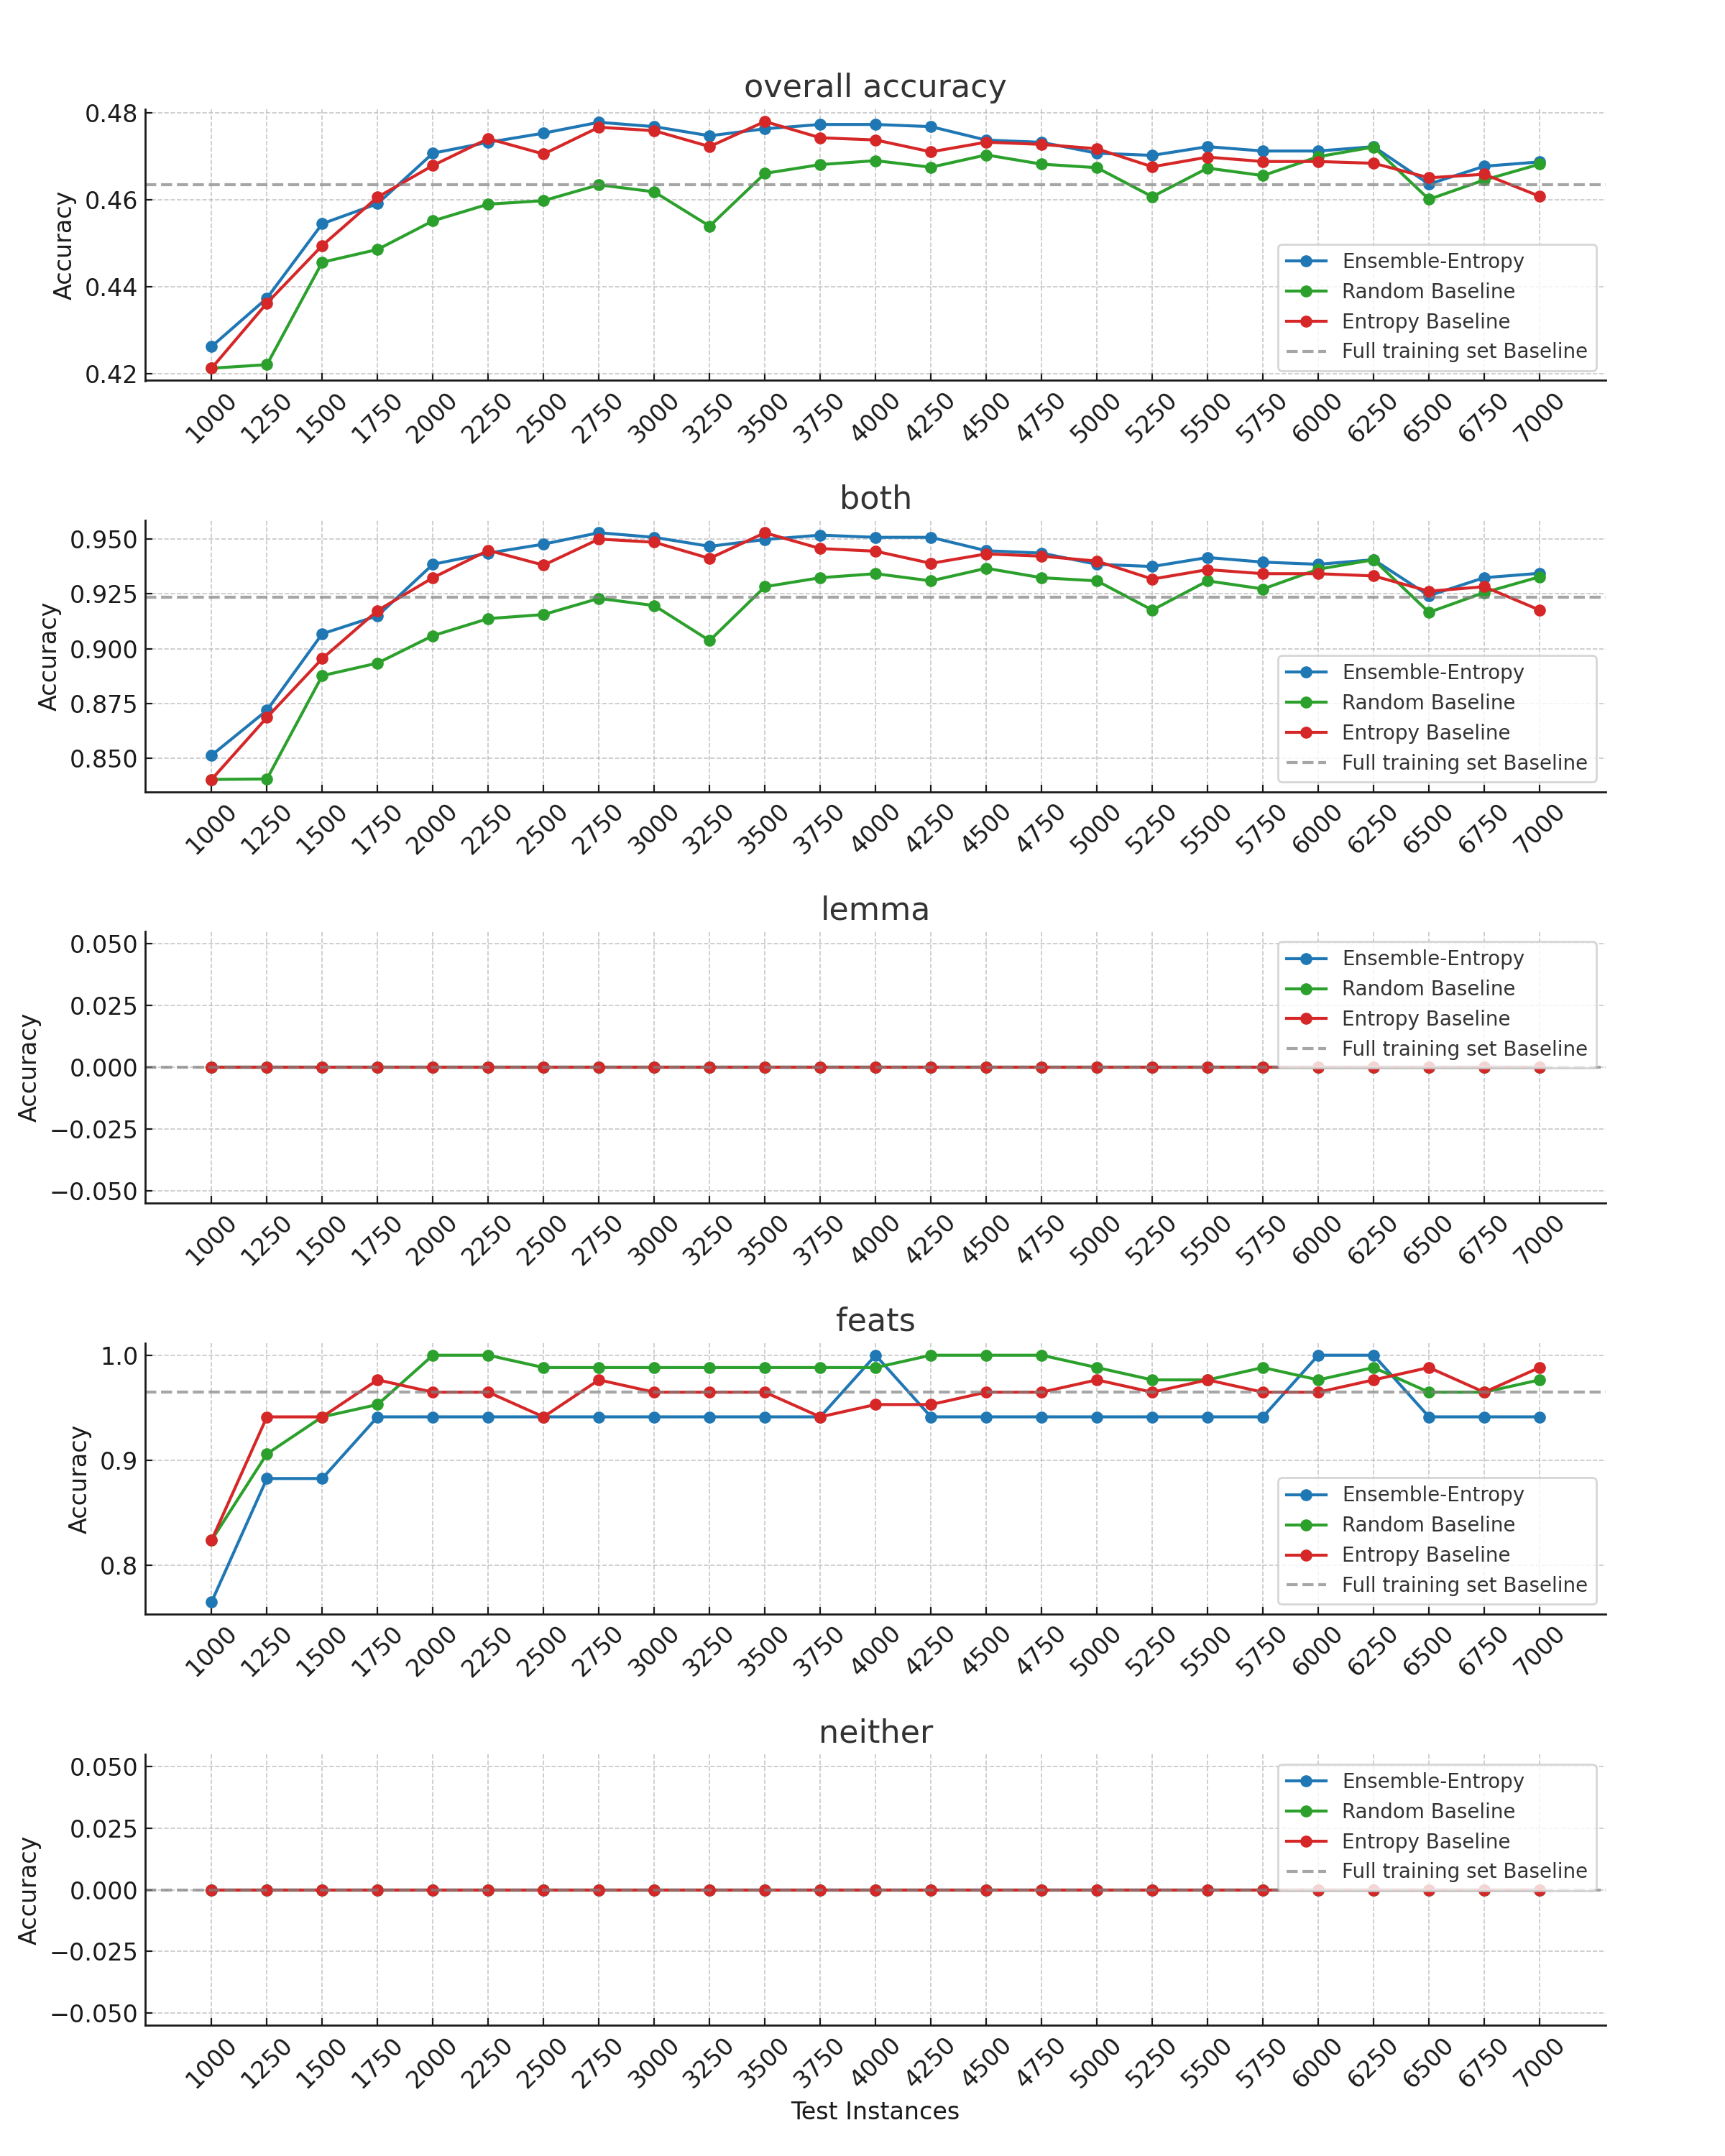 overall accuracy
0.48
0.46
0.44
0.42
Accuracy
Ensemble-Entropy
Random Baseline
Entropy Baseline
Full training set Baseline
1000 1250 1500 1750 2000 2250 2500 2750 3000 3250 3500 3750 4000 4250 4500 4750 5000 5250 5500 5750 6000 6250 6500 6750 7000
both
0.950
0.925
0.900
0.875
0.850
Accuracy
Ensemble-Entropy
Random Baseline
Entropy Baseline
Full training set Baseline
1000 1250 1500 1750 2000 2250 2500 2750 3000 3250 3500 3750 4000 4250 4500 4750 5000 5250 5500 5750 6000 6250 6500 6750 7000
lemma
0.050
0.025
0.000
−0.025
−0.050
Accuracy
Ensemble-Entropy
Random Baseline
Entropy Baseline
Full training set Baseline
1000 1250 1500 1750 2000 2250 2500 2750 3000 3250 3500 3750 4000 4250 4500 4750 5000 5250 5500 5750 6000 6250 6500 6750 7000
feats
1.0
0.9
0.8
Accuracy
Ensemble-Entropy
Random Baseline
Entropy Baseline
Full training set Baseline
1000 1250 1500 1750 2000 2250 2500 2750 3000 3250 3500 3750 4000 4250 4500 4750 5000 5250 5500 5750 6000 6250 6500 6750 7000
neither
0.050
0.025
0.000
−0.025
−0.050
Accuracy
Ensemble-Entropy
Random Baseline
Entropy Baseline
Full training set Baseline
1000 1250 1500 1750 2000 2250 2500 2750 3000 3250 3500 3750 4000 4250 4500 4750 5000 5250 5500 5750 6000 6250 6500 6750 7000
Test Instances